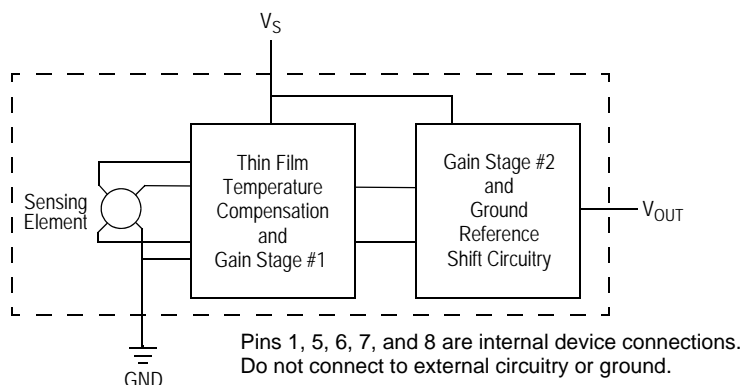 V_S
Sensing
Element
Thin Film
Temperature
Compensation
and
Gain Stage #1
Gain Stage #2
and
Ground
Reference
Shift Circuitry
V_OUT
GND
Pins 1, 5, 6, 7, and 8 are internal device connections.
Do not connect to external circuitry or ground.